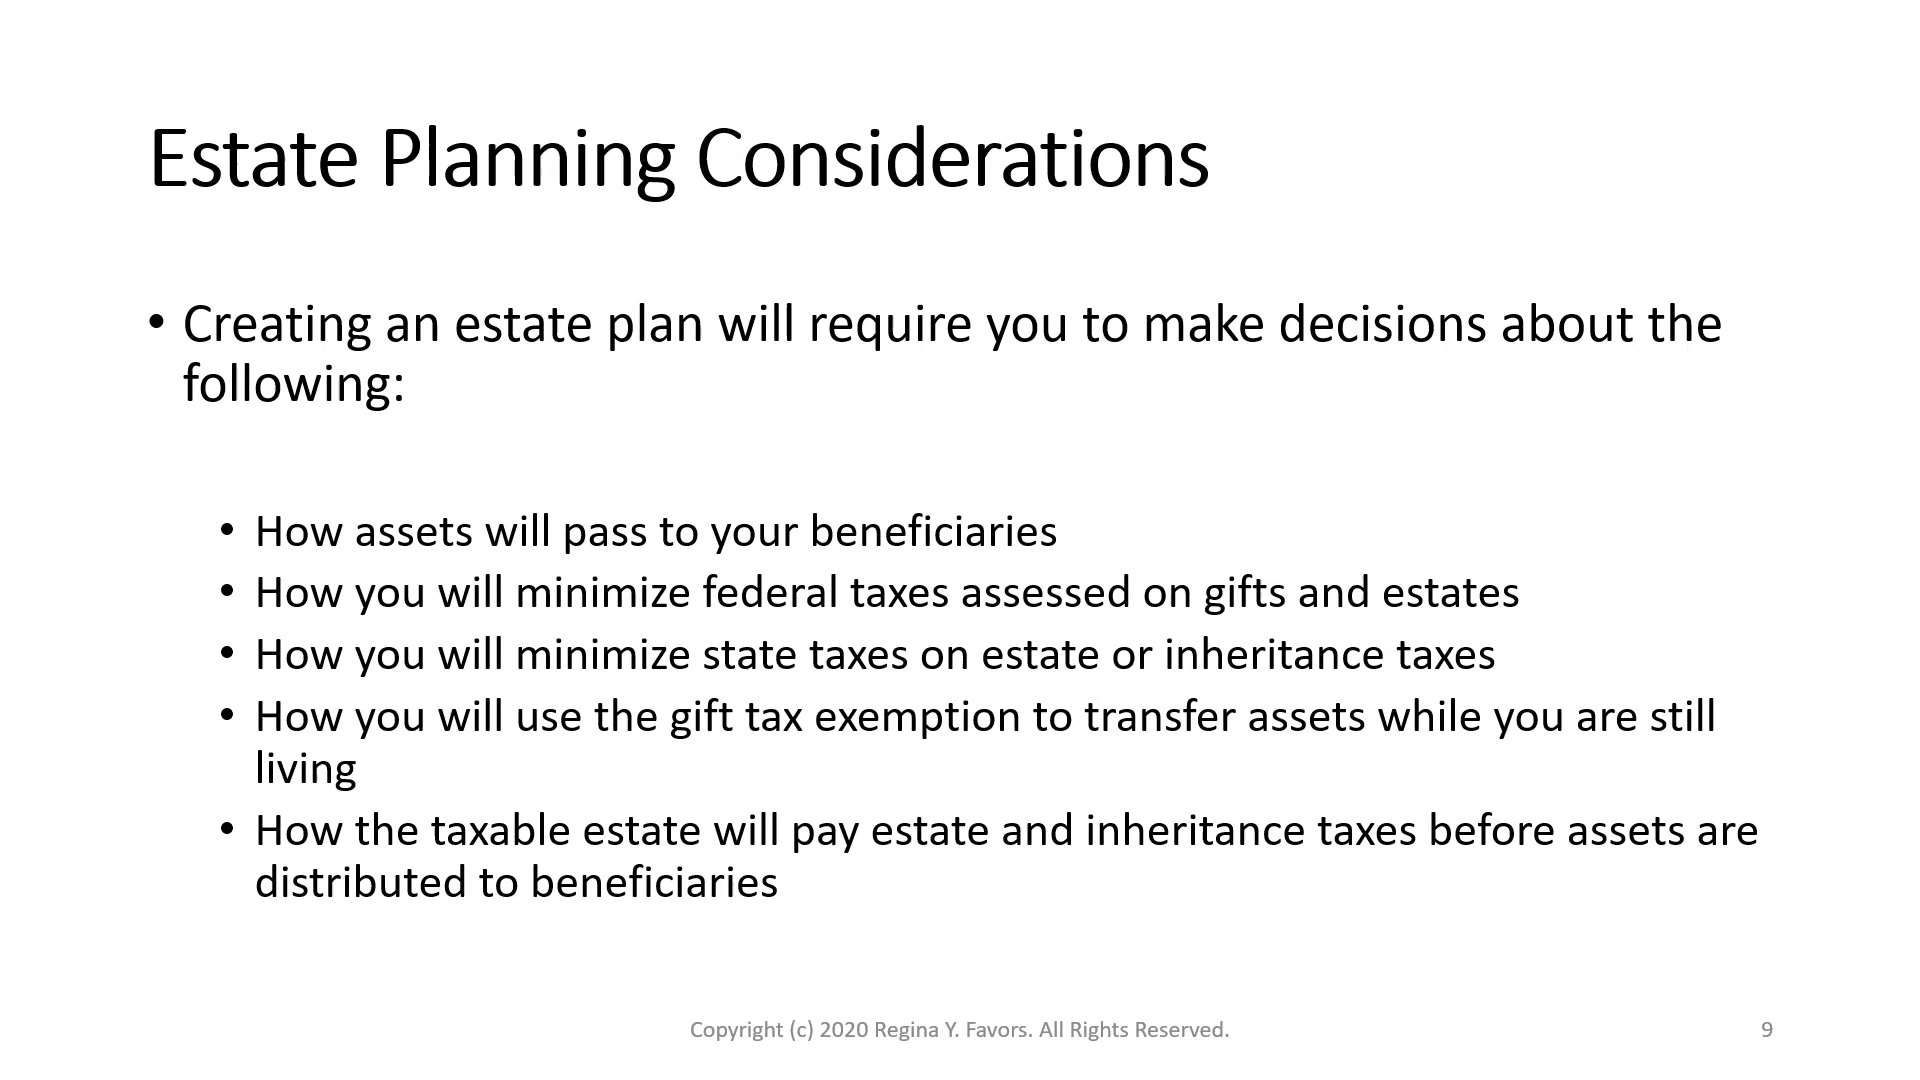 Estate Planning Considerations
• Creating an estate plan will require you to make decisions about the
following:
• How assets will pass to your beneficiaries
• How you will minimize federal taxes assessed on gifts and estates
• How you will minimize state taxes on estate or inheritance taxes
• How you will use the gift tax exemption to transfer assets while you are still
living
• How the taxable estate will pay estate and inheritance taxes before assets are
distributed to beneficiaries
Copyright (c) 2020 Regina Y. Favors. All Rights Reserved.
9